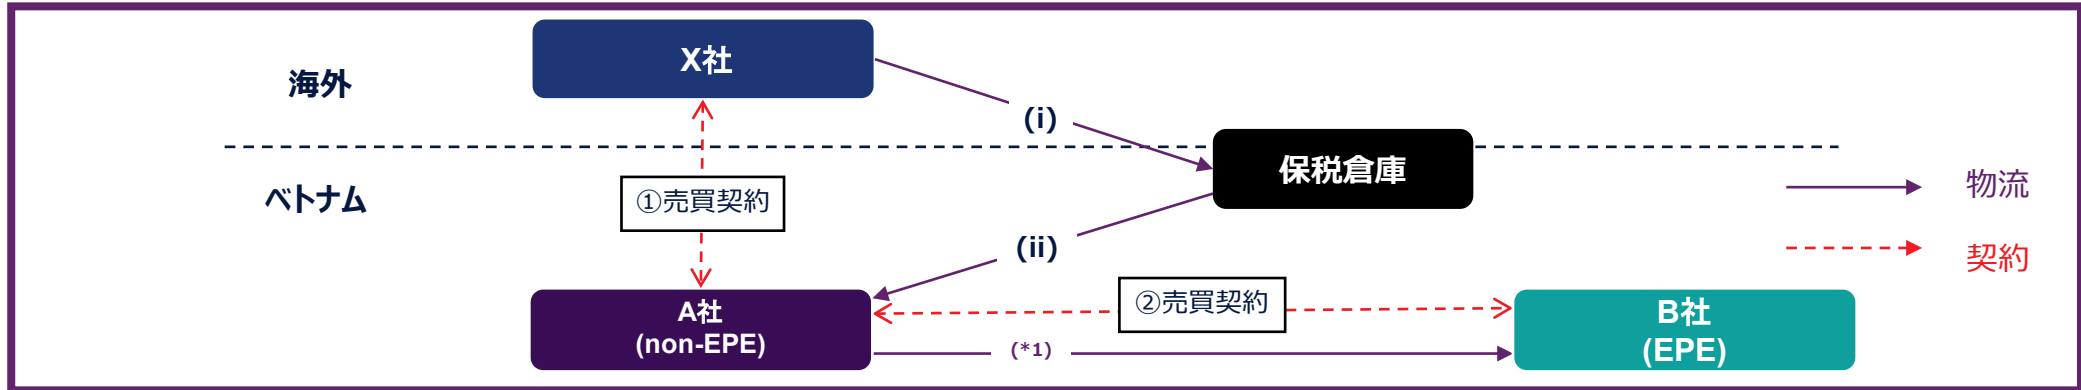 X社
海外
(i)
保税倉庫
ベトナム
①売買契約
物流
(ii)
契約
②売買契約
A社
(non-EPE)
B社
(EPE)
(*1)